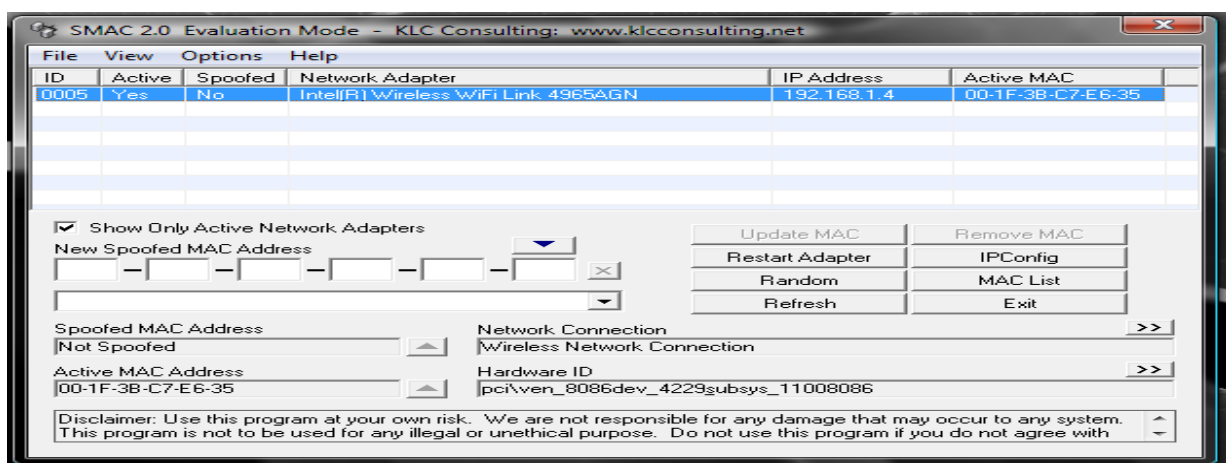 SMAC 2.0 Evaluation Mode - KLC Consulting: www.klcconsulting.net
File View Options Help
ID Active Spoofed Network Adapter IP Address Active MAC
0005 Yes No Intel(R) Wireless WiFi Link 4965AGN 192.168.1.4 00-1F-3B-C7-E6-35
Show Only Active Network Adapters
New Spoofed MAC Address
Update MAC Remove MAC
Restart Adapter IPConfig
Random MAC List
Refresh Exit
Spoofed MAC Address
Not Spoofed
Network Connection >>
Wireless Network Connection
Active MAC Address
00-1F-3B-C7-E6-35
Hardware ID >>
pci\ven_8086dev_4229subsys_11008086
Disclaimer: Use this program at your own risk. We are not responsible for any damage that may occur to any system.
This program is not to be used for any illegal or unethical purpose. Do not use this program if you do not agree with